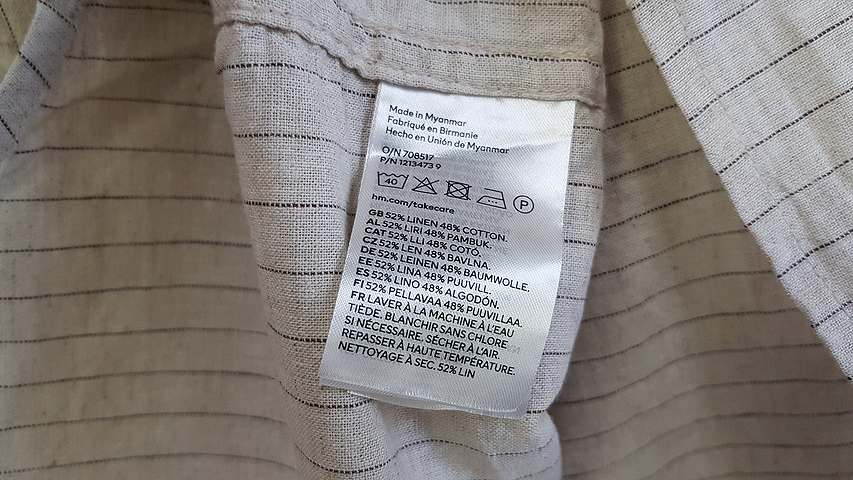 Made in Myanmar
Fabriqué en Birmanie
Hecho en Unión de Myanmar
O/N 708517
P/N 1213473 9
40 P
hm.com/takecare
GB 52% LINEN 48% COTTON.
AL 52% LIRI 48% PAMBUK.
CAT 52% LLI 48% COTÓ.
CZ 52% LEN 48% BAVLNA.
DE 52% LEINEN 48% BAUMWOLLE.
EE 52% LINA 48% PUUVILL.
ES 52% LINO 48% ALGODÓN.
FI 52% PELLAVAA 48% PUUVILLAA.
FR LAVER À LA MACHINE À L'EAU
TIÈDE. BLANCHIR SANS CHLORE
SI NÉCESSAIRE. SÉCHER À L'AIR.
REPASSER À HAUTE TEMPÉRATURE.
NETTOYAGE À SEC. 52% LIN